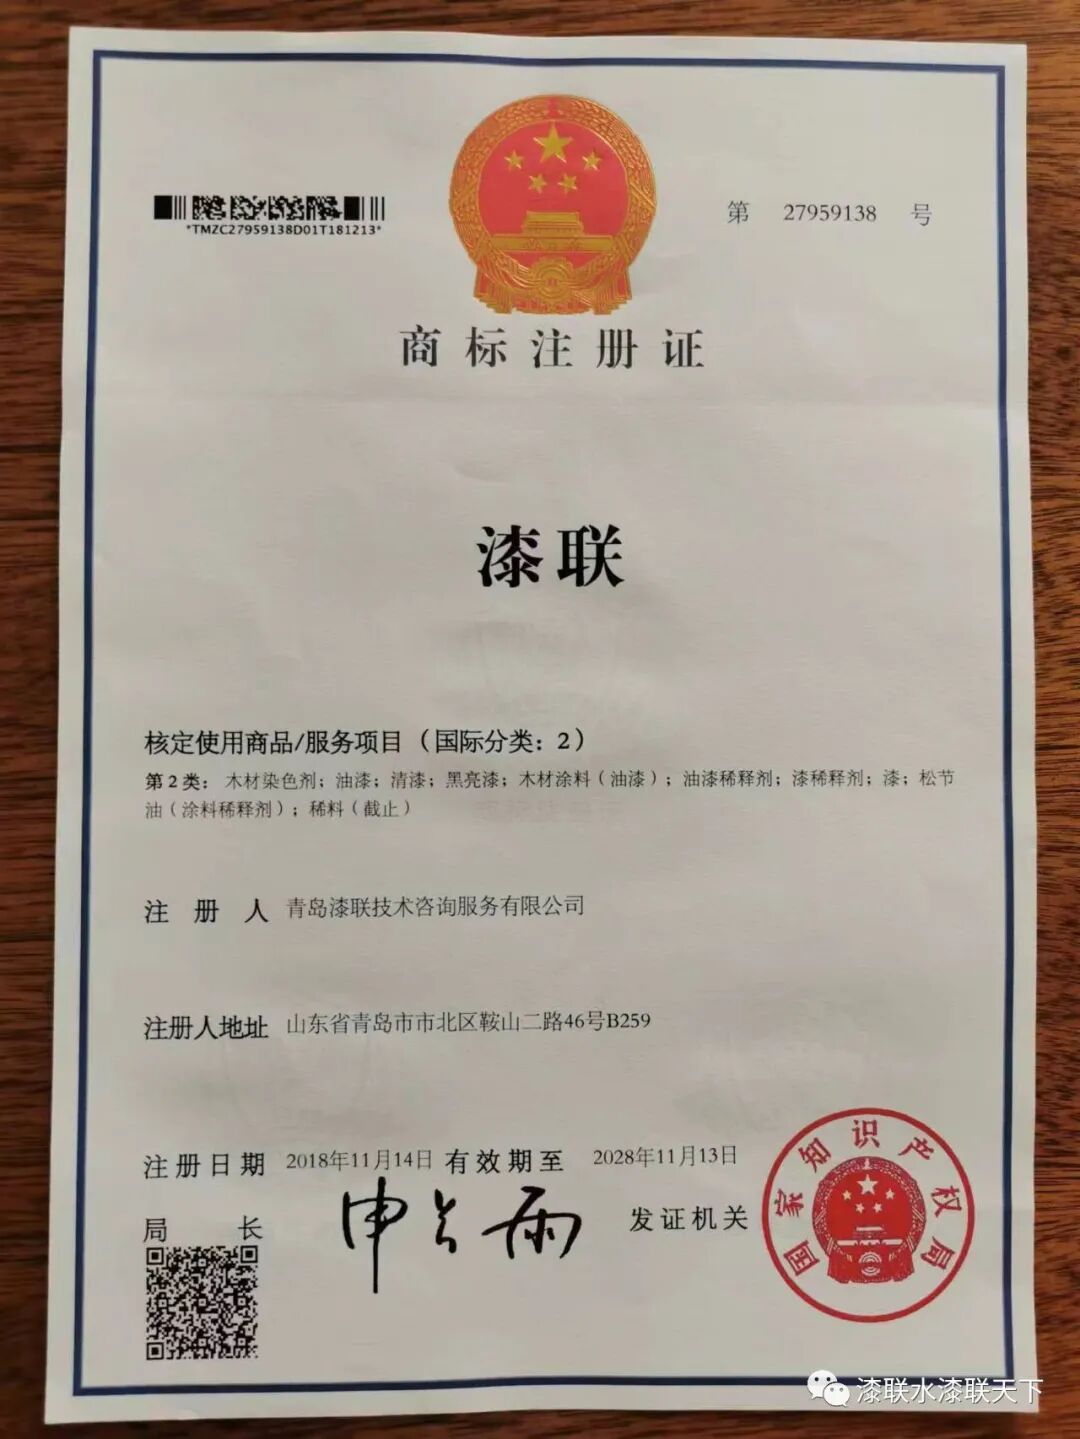 *TMZC27959138D01T181213*
第 27959138 号
商标注册证
漆联
核定使用商品/服务项目（国际分类：2）
第2类：木材染色剂；油漆；清漆；黑亮漆；木材涂料（油漆）；油漆稀释剂；漆稀释剂；漆；松节
油（涂料稀释剂）；稀料（截止）
注册人 青岛漆联技术咨询服务有限公司
注册人地址 山东省青岛市市北区鞍山二路46号B259
注册日期 2018年11月14日 有效期至 2028年11月13日
局长 申长雨 发证机关
国家知识产权局
漆联水漆联天下